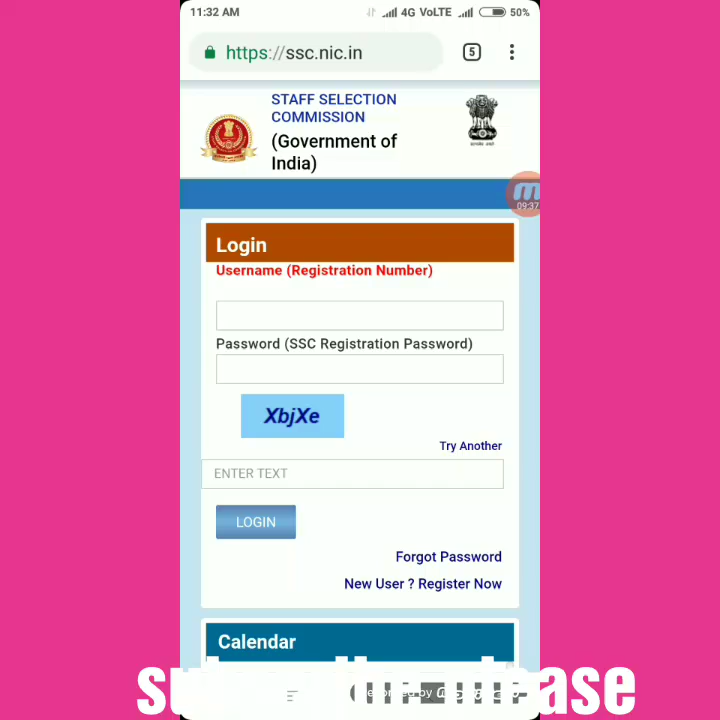 11:32 AM 4G VoLTE 50%
https://ssc.nic.in 5
STAFF SELECTION
COMMISSION
(Government of
India)
09:37
Login
Username (Registration Number)
Password (SSC Registration Password)
XbjXe
Try Another
ENTER TEXT
LOGIN
Forgot Password
New User ? Register Now
Calendar